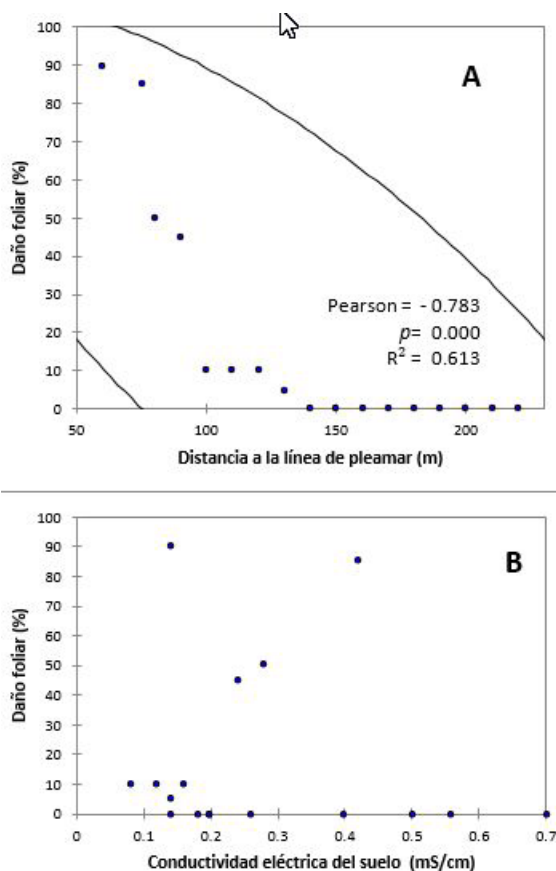 100
90
80
70
60
50
40
30
20
10
0
Daño foliar (%)
A
Pearson = - 0.783
p= 0.000
R² = 0.613
50 100 150 200
Distancia a la línea de pleamar (m)
100
90
80
70
60
50
40
30
20
10
0
Daño foliar (%)
B
0 0.1 0.2 0.3 0.4 0.5 0.6 0.7
Conductividad eléctrica del suelo (mS/cm)